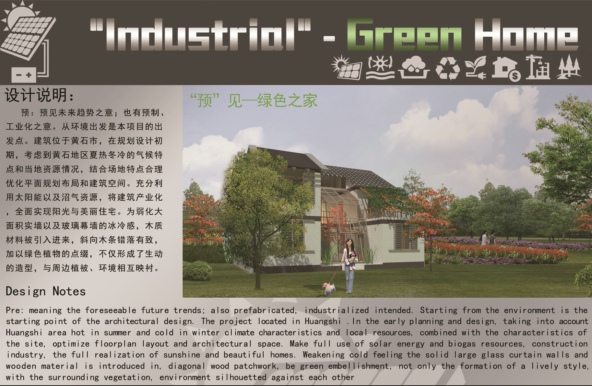 "Industrial" - Green Home
设计说明：
“预”见—绿色之家
预：预见未来趋势之意；也有预制、
工业化之意。从环境出发是本项目的出
发点。建筑位于黄石市，在规划设计初
期，考虑到黄石地区夏热冬冷的气候特
点和当地资源情况，结合场地特点合理
优化平面规划布局和建筑空间。充分利
用太阳能以及沼气资源，将建筑产业化
，全面实现阳光与美丽住宅。为弱化大
面积实墙以及玻璃幕墙的冰冷感，木质
材料被引入进来，斜向木条错落有致，
加以绿色植物的点缀，不仅形成了生动
的造型，与周边植被、环境相互映衬。
Design Notes
Pre: meaning the foreseeable future trends; also prefabricated, industrialized intended. Starting from the environment is the
starting point of the architectural design. The project located in Huangshi .In the early planning and design, taking into account
Huangshi area hot in summer and cold in winter climate characteristics and local resources, combined with the characteristics of
the site, optimize floorplan layout and architectural space. Make full use of solar energy and biogas resources, construction
industry, the full realization of sunshine and beautiful homes. Weakening cold feeling the solid large glass curtain walls and
wooden material is introduced in, diagonal wood patchwork, be green embellishment, not only the formation of a lively style,
with the surrounding vegetation, environment silhouetted against each other